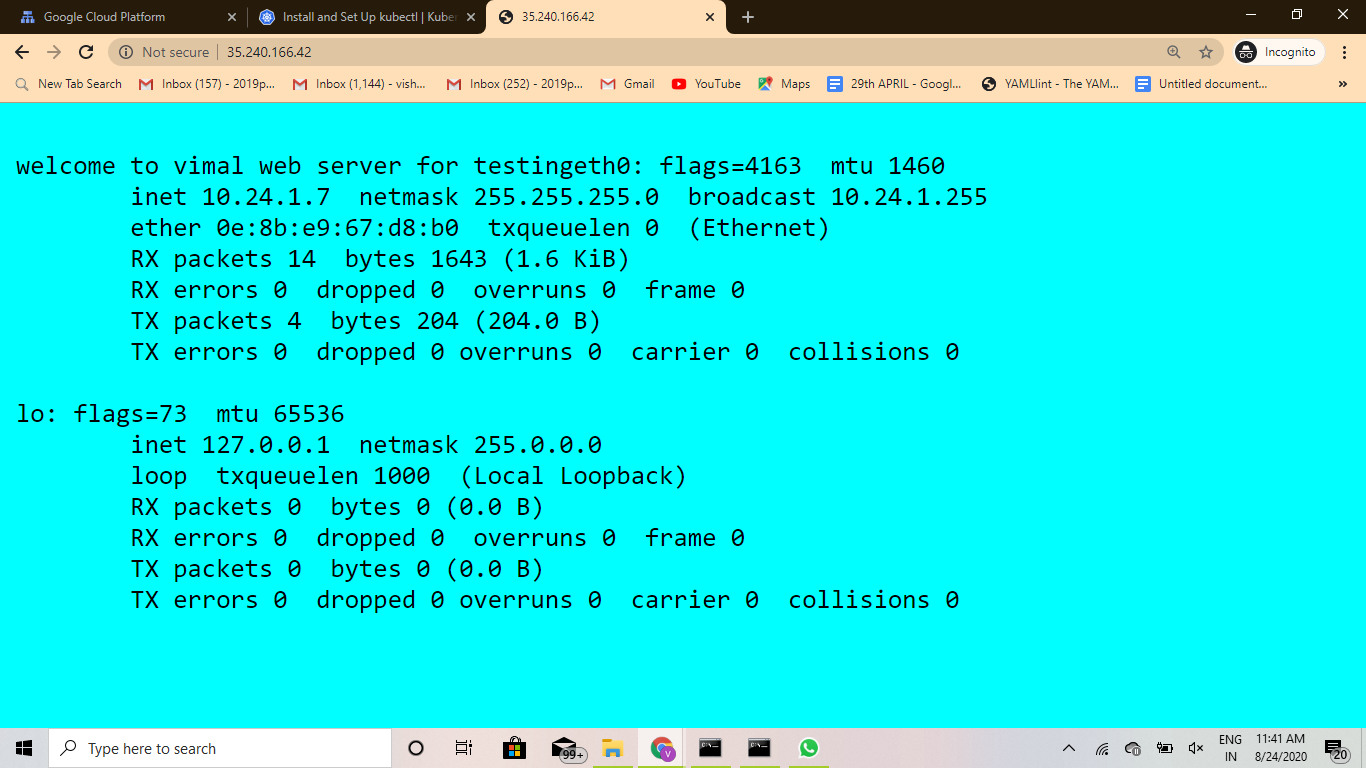 Google Cloud Platform
Install and Set Up kubectl | Kuber
35.240.166.42
Not secure
35.240.166.42
Incognito
New Tab Search
Inbox (157) - 2019p...
Inbox (1,144) - vish...
Inbox (252) - 2019p...
Gmail
YouTube
Maps
29th APRIL - Googl...
YAMLlint - The YAM...
Untitled document...
welcome to vimal web server for testingeth0: flags=4163  mtu 1460
inet 10.24.1.7  netmask 255.255.255.0  broadcast 10.24.1.255
ether 0e:8b:e9:67:d8:b0  txqueuelen 0  (Ethernet)
RX packets 14  bytes 1643 (1.6 KiB)
RX errors 0  dropped 0  overruns 0  frame 0
TX packets 4  bytes 204 (204.0 B)
TX errors 0  dropped 0 overruns 0  carrier 0  collisions 0
lo: flags=73  mtu 65536
inet 127.0.0.1  netmask 255.0.0.0
loop  txqueuelen 1000  (Local Loopback)
RX packets 0  bytes 0 (0.0 B)
RX errors 0  dropped 0  overruns 0  frame 0
TX packets 0  bytes 0 (0.0 B)
TX errors 0  dropped 0 overruns 0  carrier 0  collisions 0
Type here to search
99+
V
ENG
IN
11:41 AM
8/24/2020
20